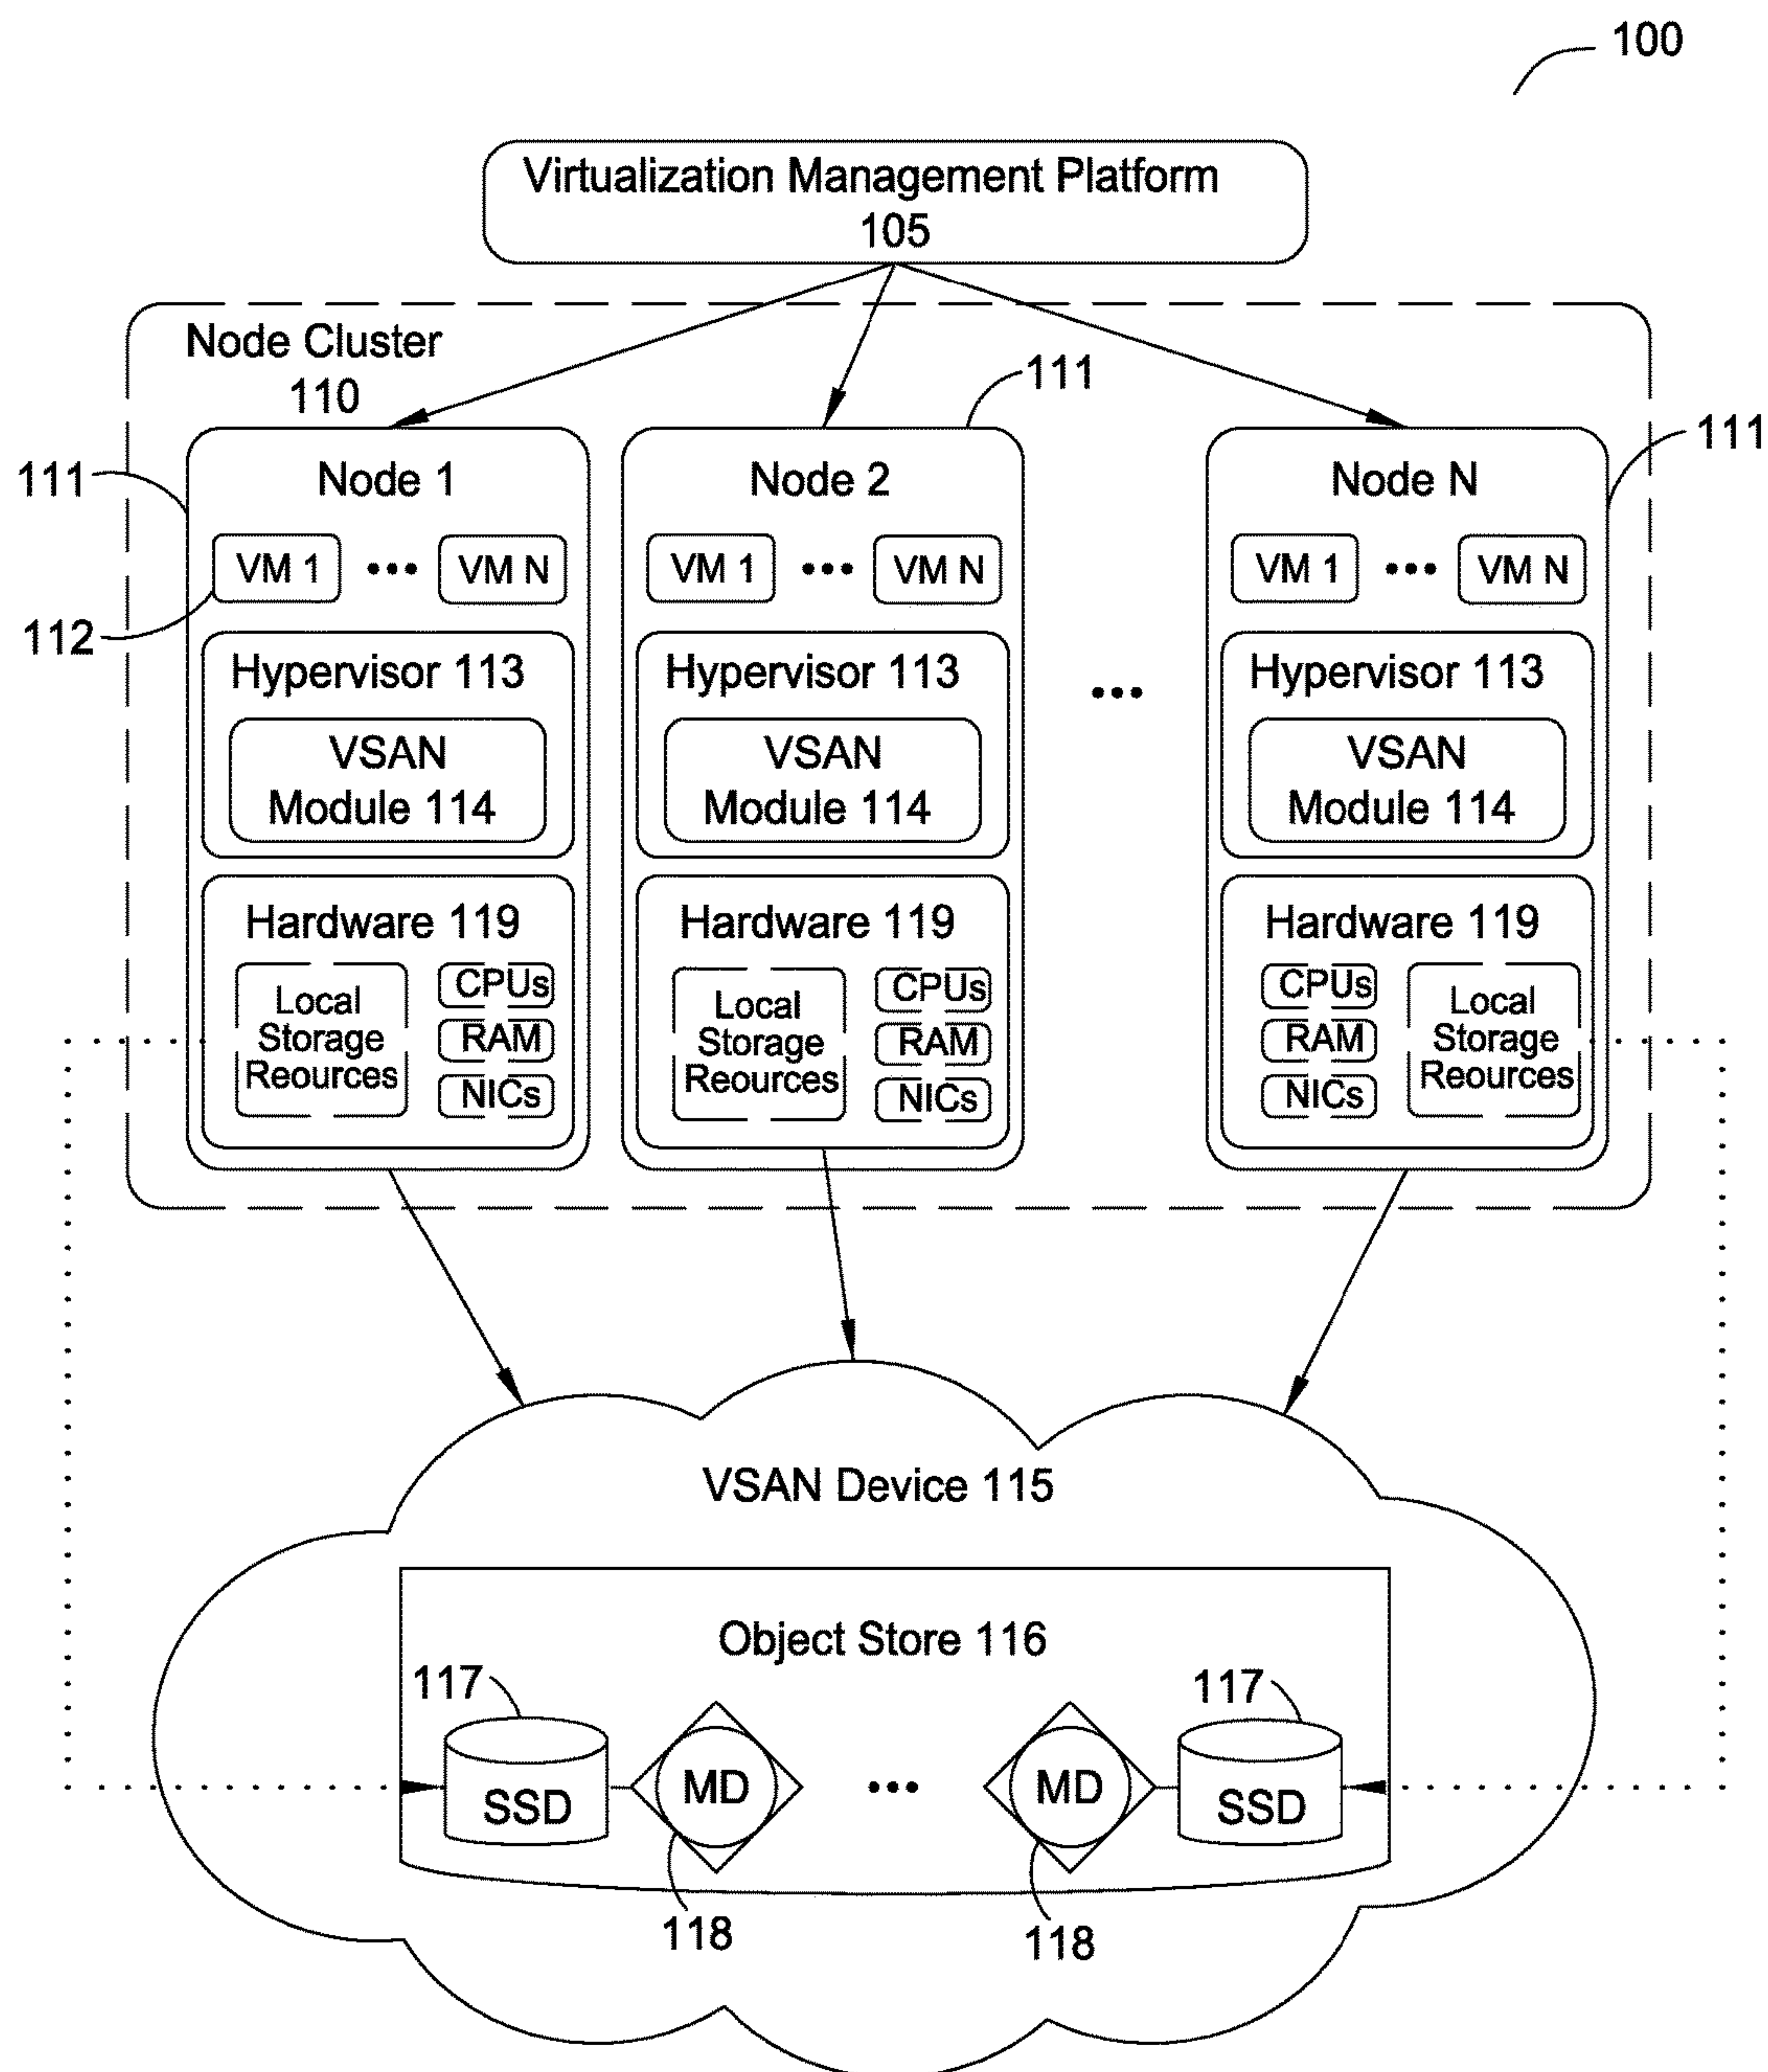 100
Virtualization Management Platform
105
Node Cluster
110
111
111
111
Node 1
VM 1 ••• VM N
112
Hypervisor 113
VSAN
Module 114
Hardware 119
Local
Storage
Reources
CPUs
RAM
NICs
Node 2
VM 1 ••• VM N
Hypervisor 113
VSAN
Module 114
Hardware 119
Local
Storage
Reources
CPUs
RAM
NICs
•••
Node N
VM 1 ••• VM N
Hypervisor 113
VSAN
Module 114
Hardware 119
CPUs
RAM
NICs
Local
Storage
Reources
VSAN Device 115
Object Store 116
117
117
SSD
MD
•••
MD
SSD
118
118